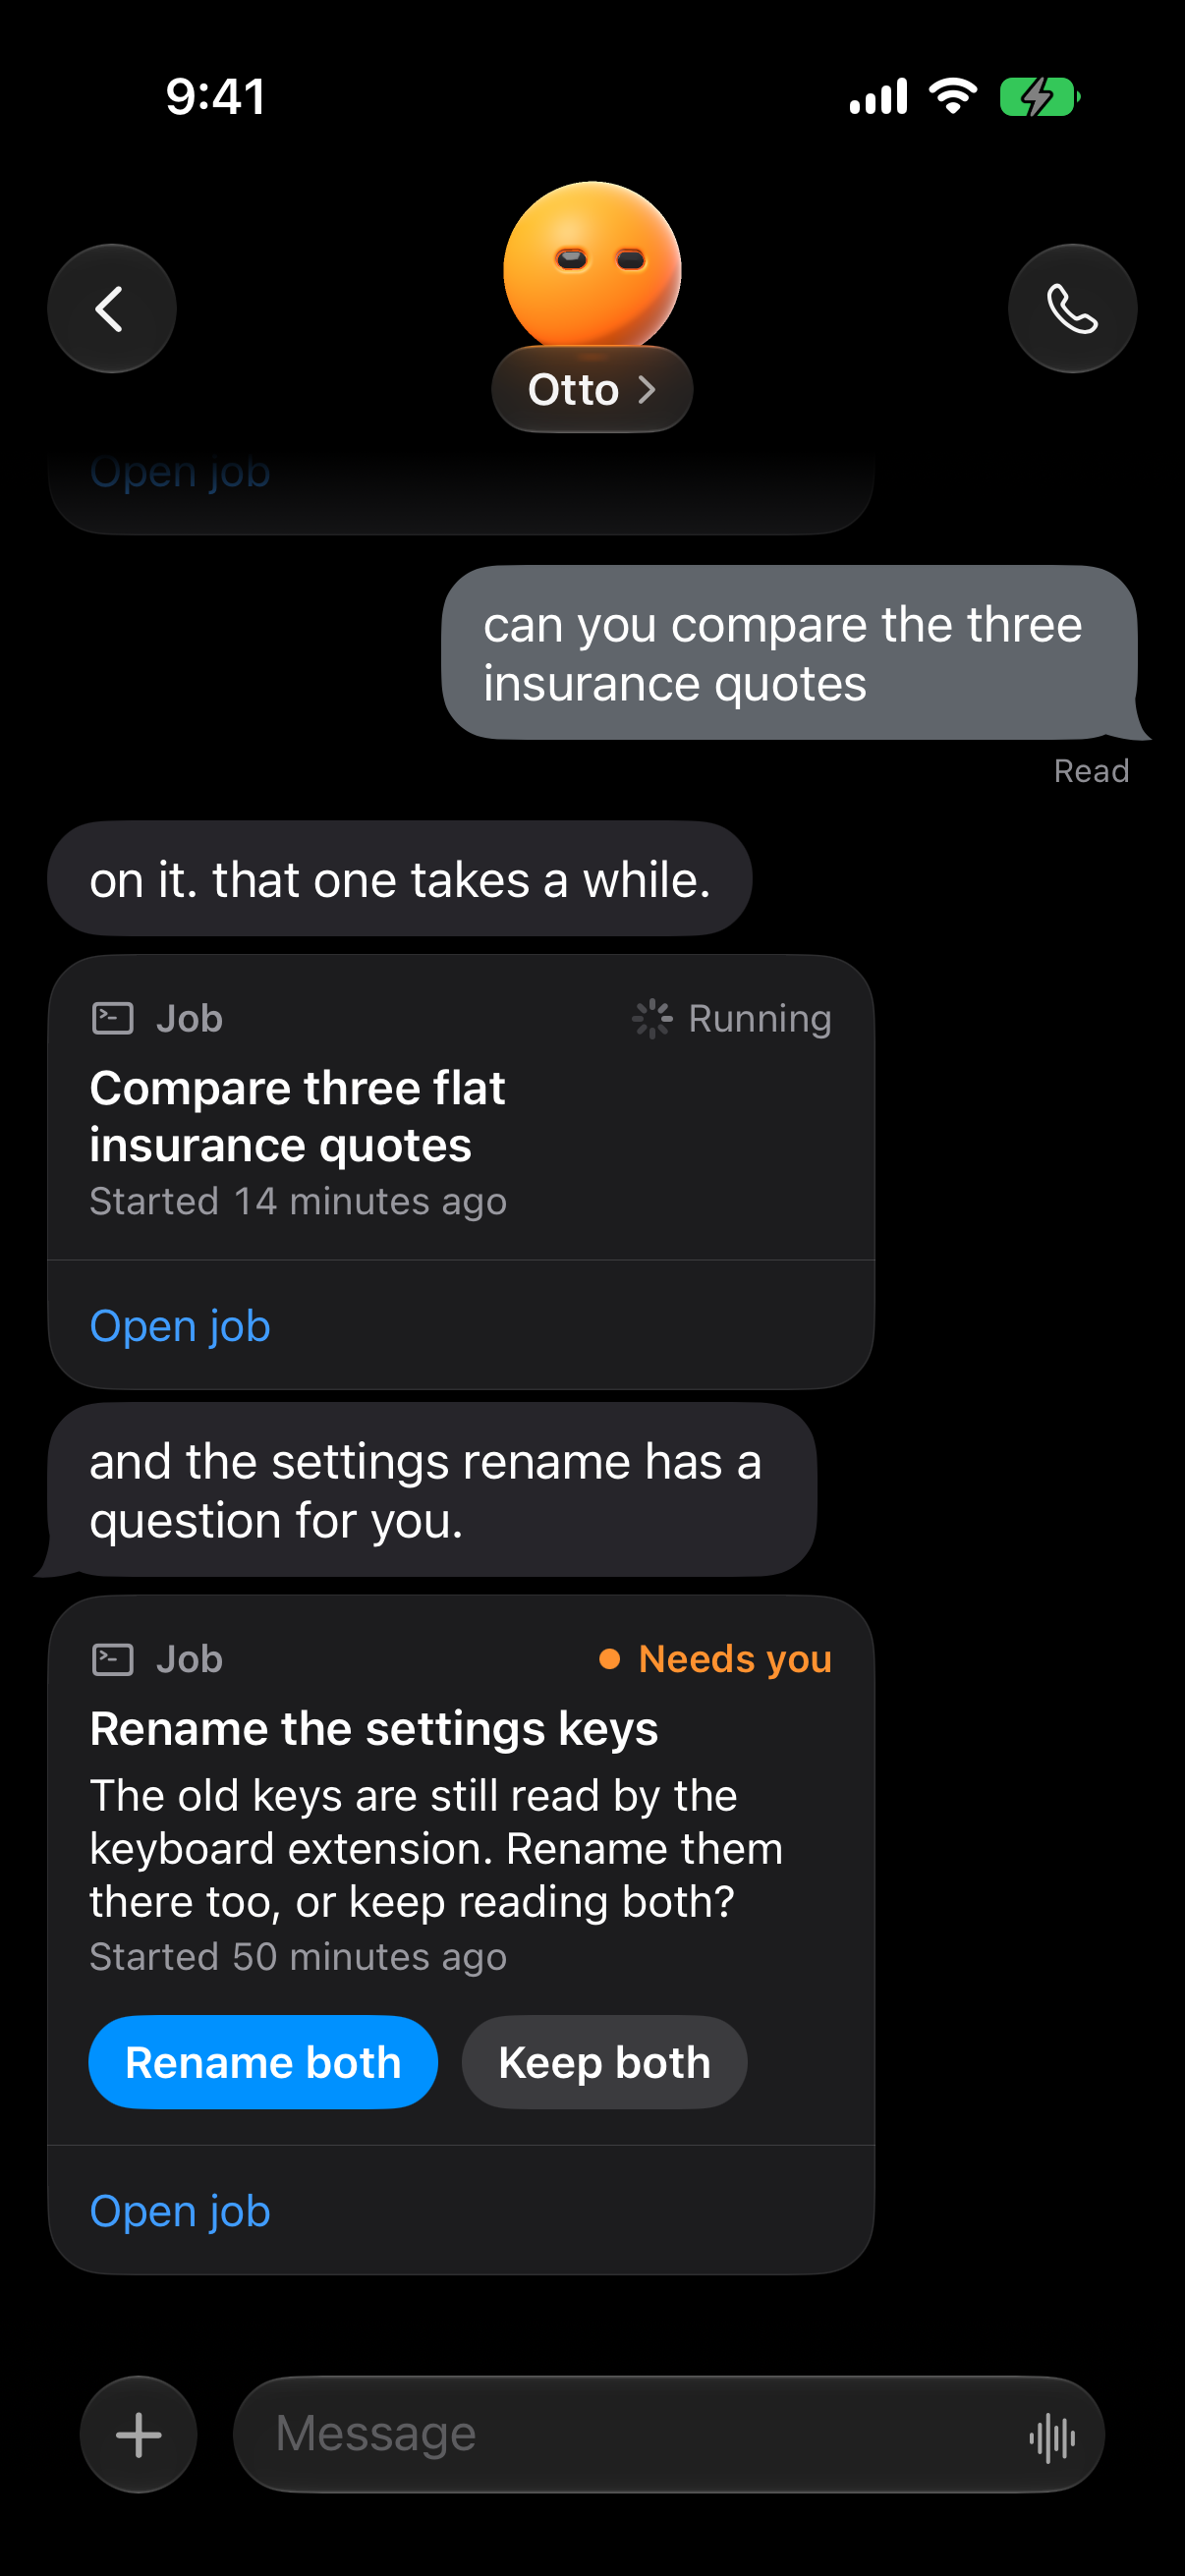 9:41
Otto
Open job
can you compare the three
insurance quotes
Read
on it. that one takes a while.
Job
Running
Compare three flat
insurance quotes
Started 14 minutes ago
Open job
and the settings rename has a
question for you.
Job
Needs you
Rename the settings keys
The old keys are still read by the
keyboard extension. Rename them
there too, or keep reading both?
Started 50 minutes ago
Rename both
Keep both
Open job
Message